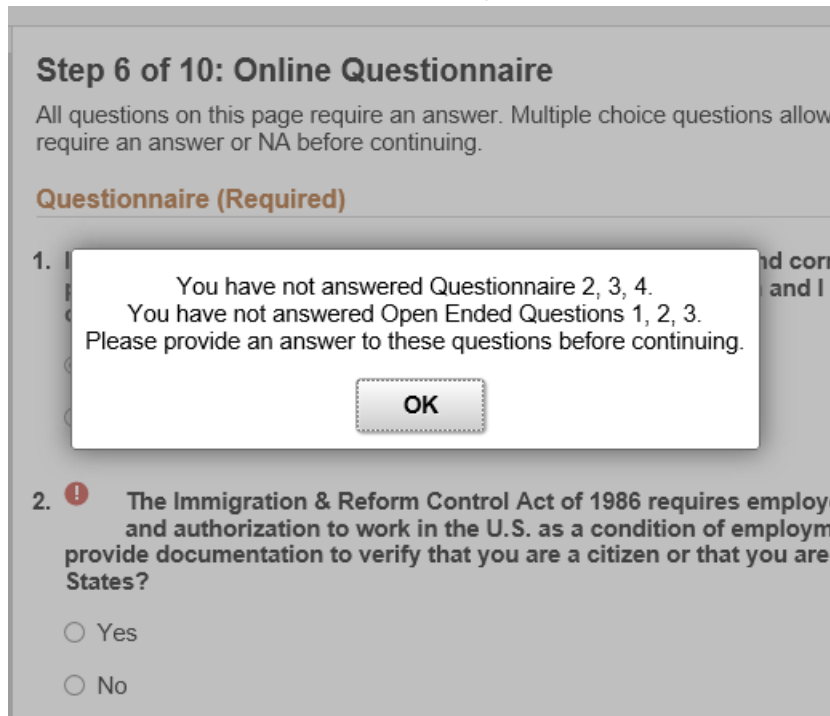 Step 6 of 10: Online Questionnaire
All questions on this page require an answer. Multiple choice questions allow
require an answer or NA before continuing.
Questionnaire (Required)
1.
nd corr
and I
You have not answered Questionnaire 2, 3, 4.
You have not answered Open Ended Questions 1, 2, 3.
Please provide an answer to these questions before continuing.
OK
2. The Immigration & Reform Control Act of 1986 requires employe
and authorization to work in the U.S. as a condition of employm
provide documentation to verify that you are a citizen or that you are
States?
Yes
No